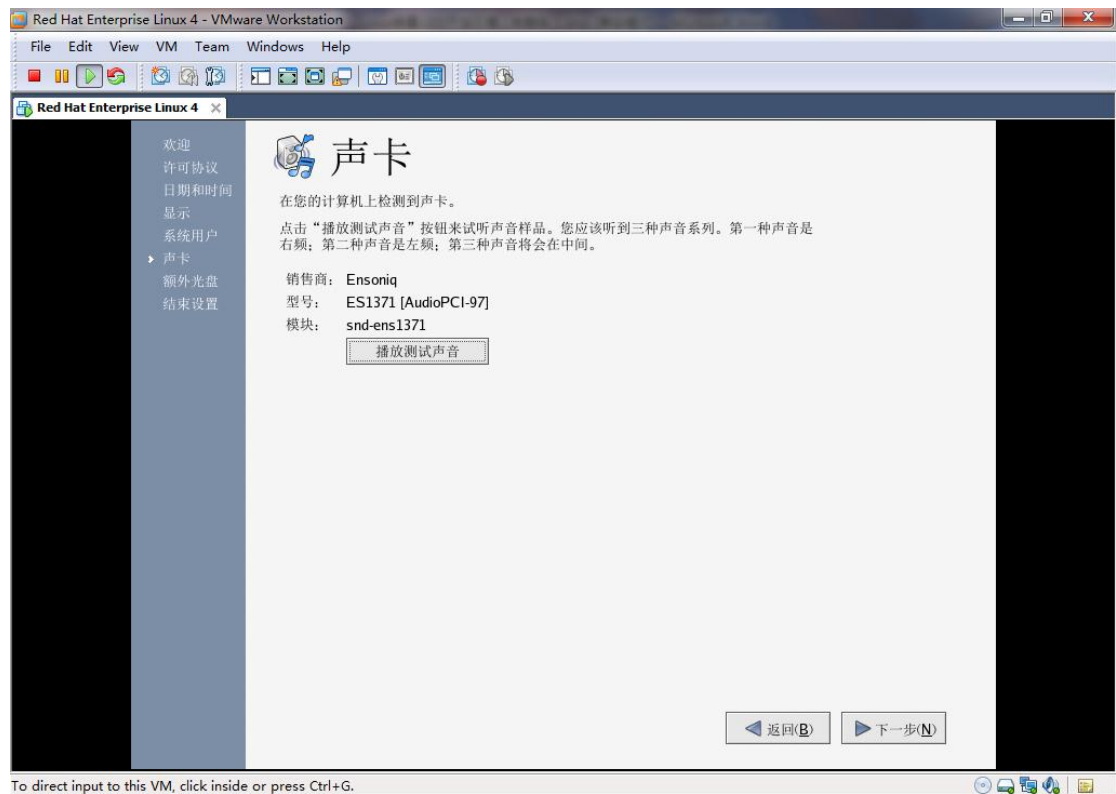 Red Hat Enterprise Linux 4 - VMware Workstation
File Edit View VM Team Windows Help
Red Hat Enterprise Linux 4
欢迎
许可协议
日期和时间
显示
系统用户
声卡
额外光盘
结束设置
声卡
在您的计算机上检测到声卡。
点击“播放测试声音”按钮来试听声音样品。您应该听到三种声音系列。第一种声音是
右频；第二种声音是左频；第三种声音将会在中间。
销售商： Ensoniq
型号： ES1371 [AudioPCI-97]
模块： snd-ens1371
播放测试声音
返回(B) 下一步(N)
To direct input to this VM, click inside or press Ctrl+G.